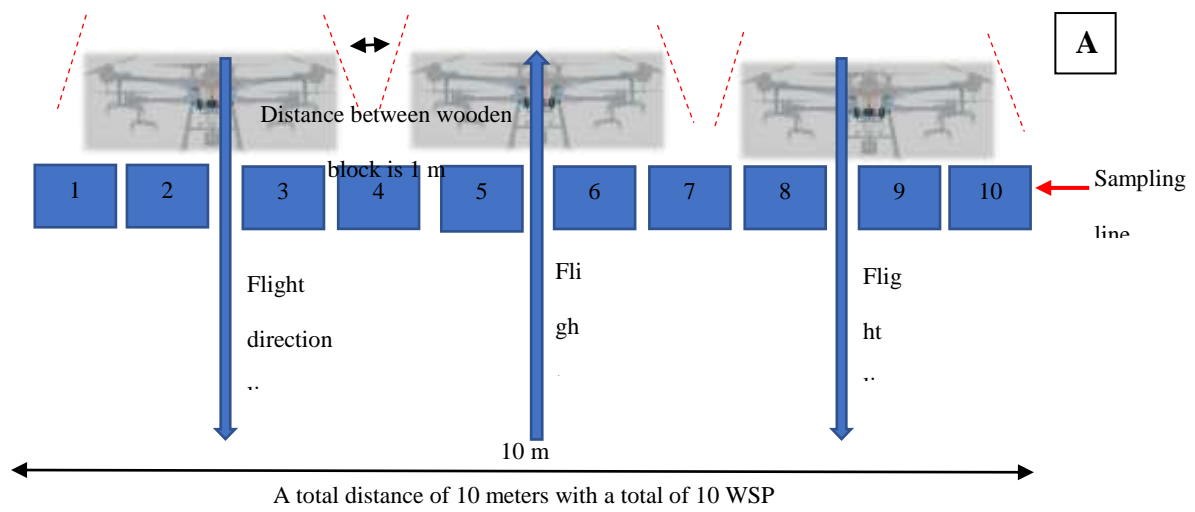 A
Distance between wooden
block is 1 m
1 2 3 4 5 6 7 8 9 10
Sampling
line
Flight
direction
Fli
gh
Flig
ht
10 m
A total distance of 10 meters with a total of 10 WSP